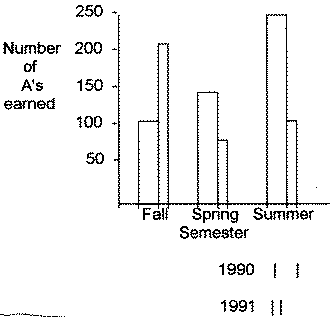 250
Number 200
of
A's 150
earned
100
50
Fall Spring Summer
Semester
1990
1991